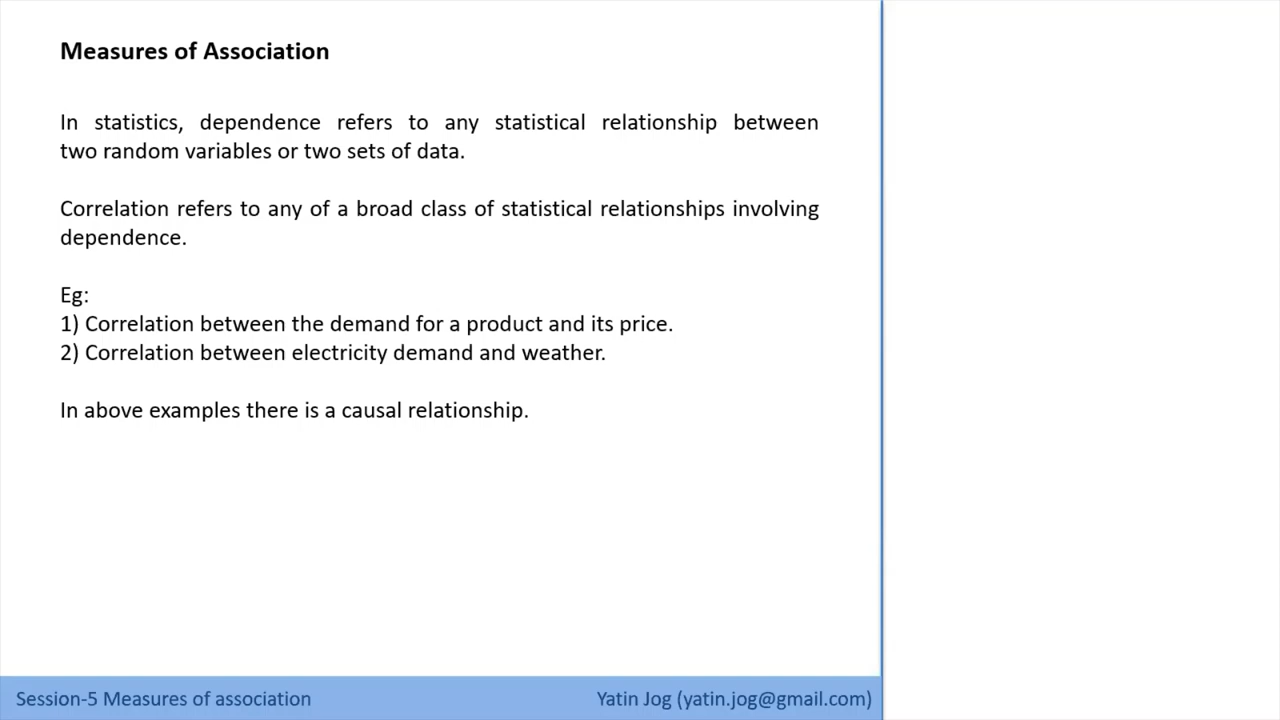 Measures of Association
In statistics, dependence refers to any statistical relationship between
two random variables or two sets of data.
Correlation refers to any of a broad class of statistical relationships involving
dependence.
Eg:
1) Correlation between the demand for a product and its price.
2) Correlation between electricity demand and weather.
In above examples there is a causal relationship.
Session-5 Measures of association Yatin Jog (yatin.jog@gmail.com)